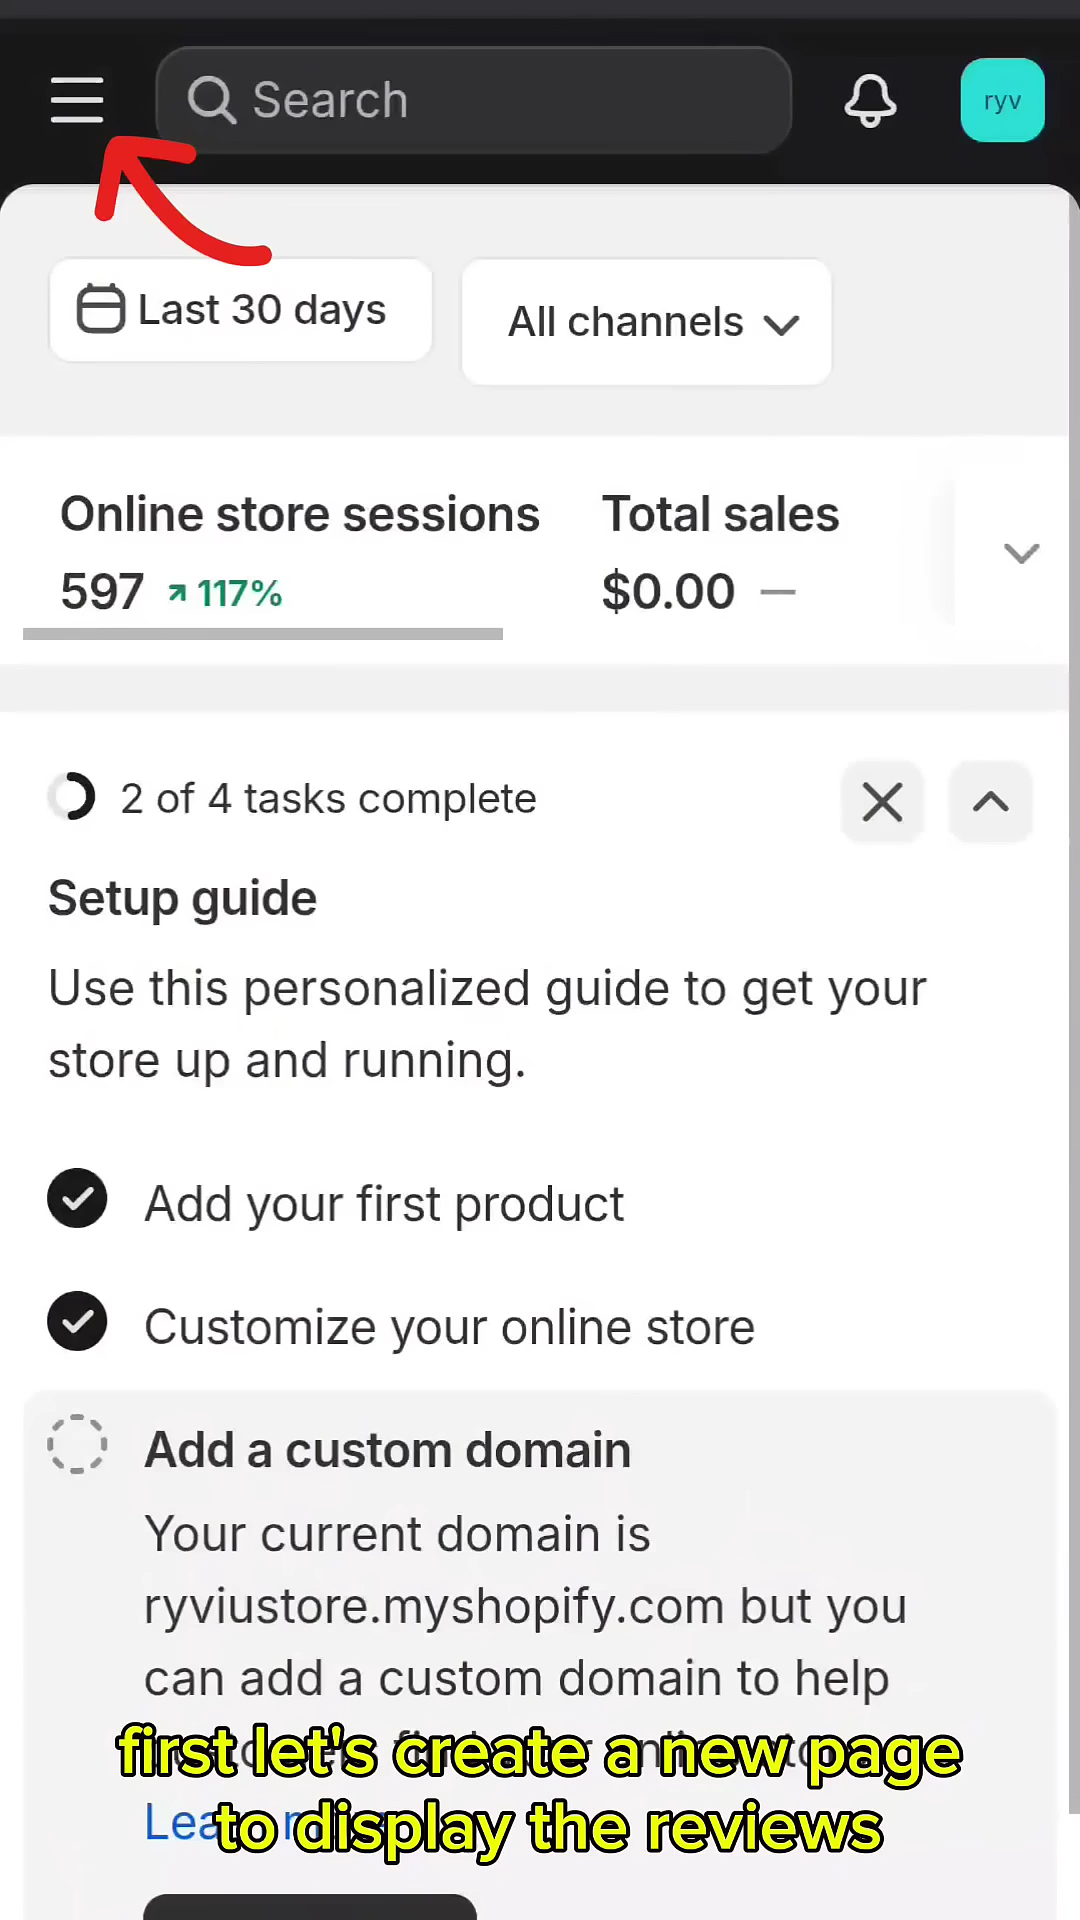 Search
ryv
Last 30 days
All channels
Online store sessions
Total sales
597
117%
$0.00
2 of 4 tasks complete
Setup guide
Use this personalized guide to get your
store up and running.
Add your first product
Customize your online store
Add a custom domain
Your current domain is
ryviustore.myshopify.com but you
can add a custom domain to help
first let's create a new page
to display the reviews